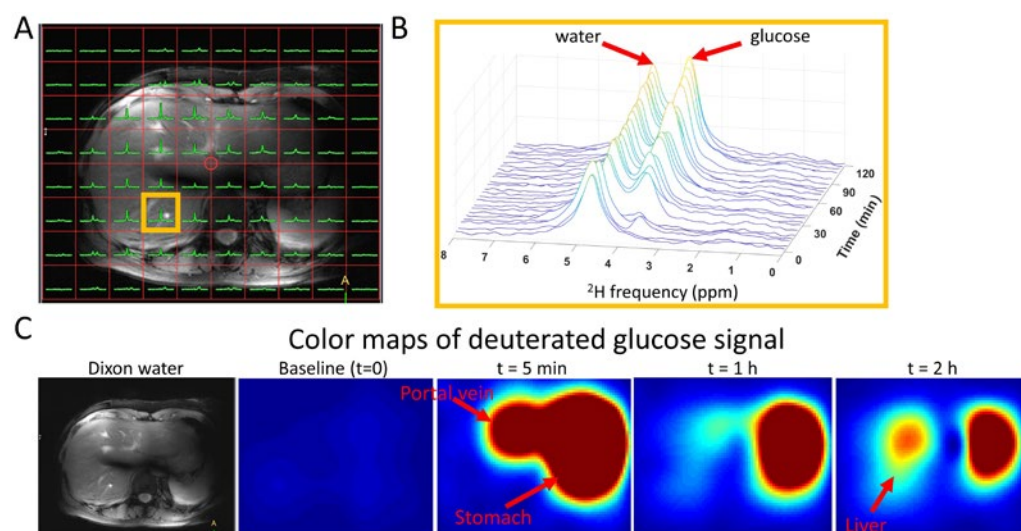 A
A
B
water
glucose
120
90
60
30
0
Time (min)
8
7
6
5
4
3
2
1
0
²H frequency (ppm)
C
Color maps of deuterated glucose signal
Dixon water
Baseline (t=0)
t = 5 min
t = 1 h
t = 2 h
Portal vein
Stomach
Liver
A